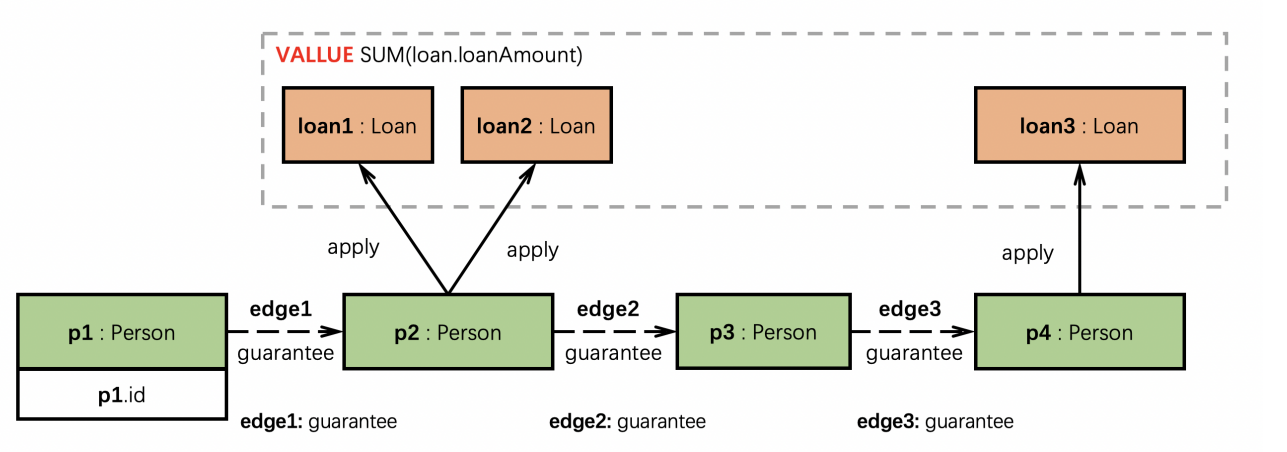 VALLUE SUM(loan.loanAmount)
loan1 : Loan
loan2 : Loan
loan3 : Loan
apply
apply
apply
edge1
edge2
edge3
p1 : Person
p2 : Person
p3 : Person
p4 : Person
guarantee
guarantee
guarantee
p1.id
edge1: guarantee
edge2: guarantee
edge3: guarantee